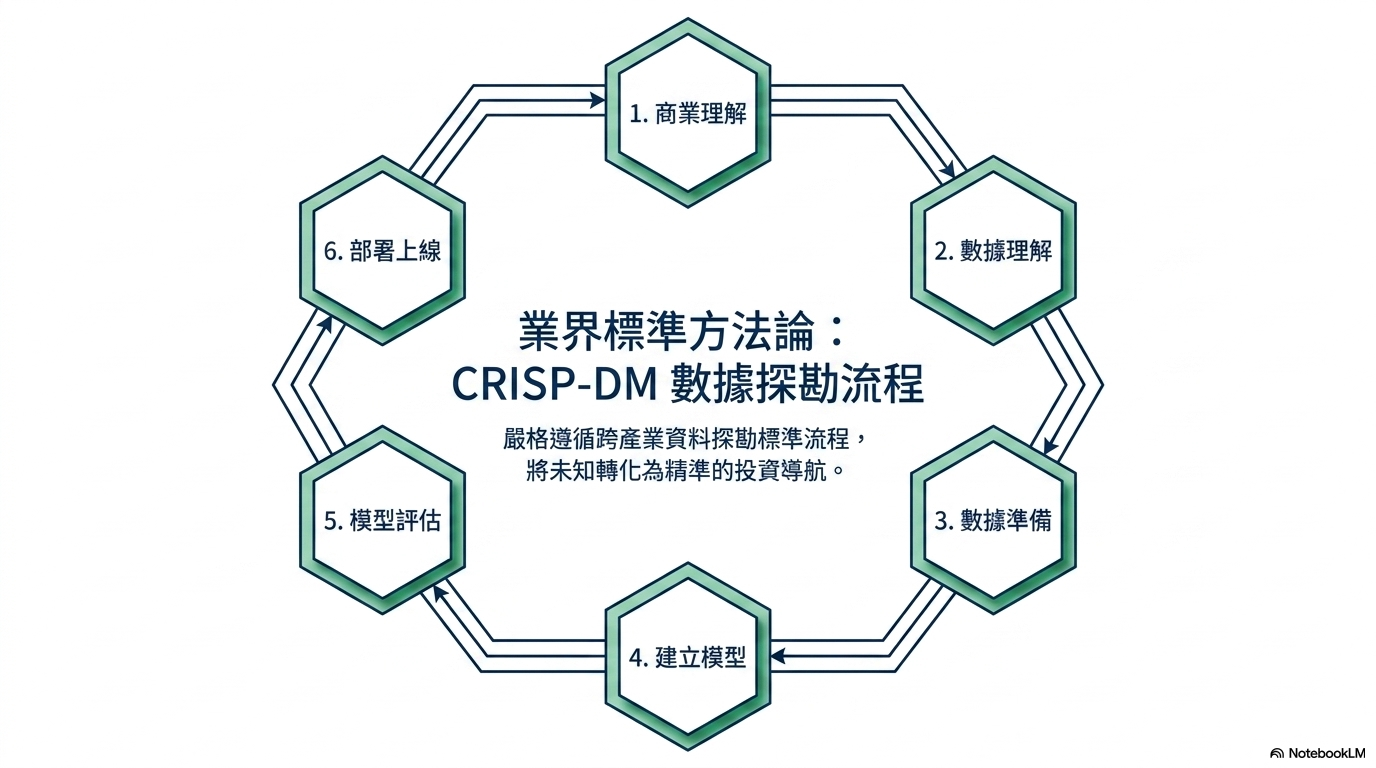 1. 商業理解
6. 部署上線
2. 數據理解
業界標準方法論：
CRISP-DM 數據探勘流程
嚴格遵循跨產業資料探勘標準流程，
將未知轉化為精準的投資導航。
5. 模型評估
3. 數據準備
4. 建立模型
NotebookLM